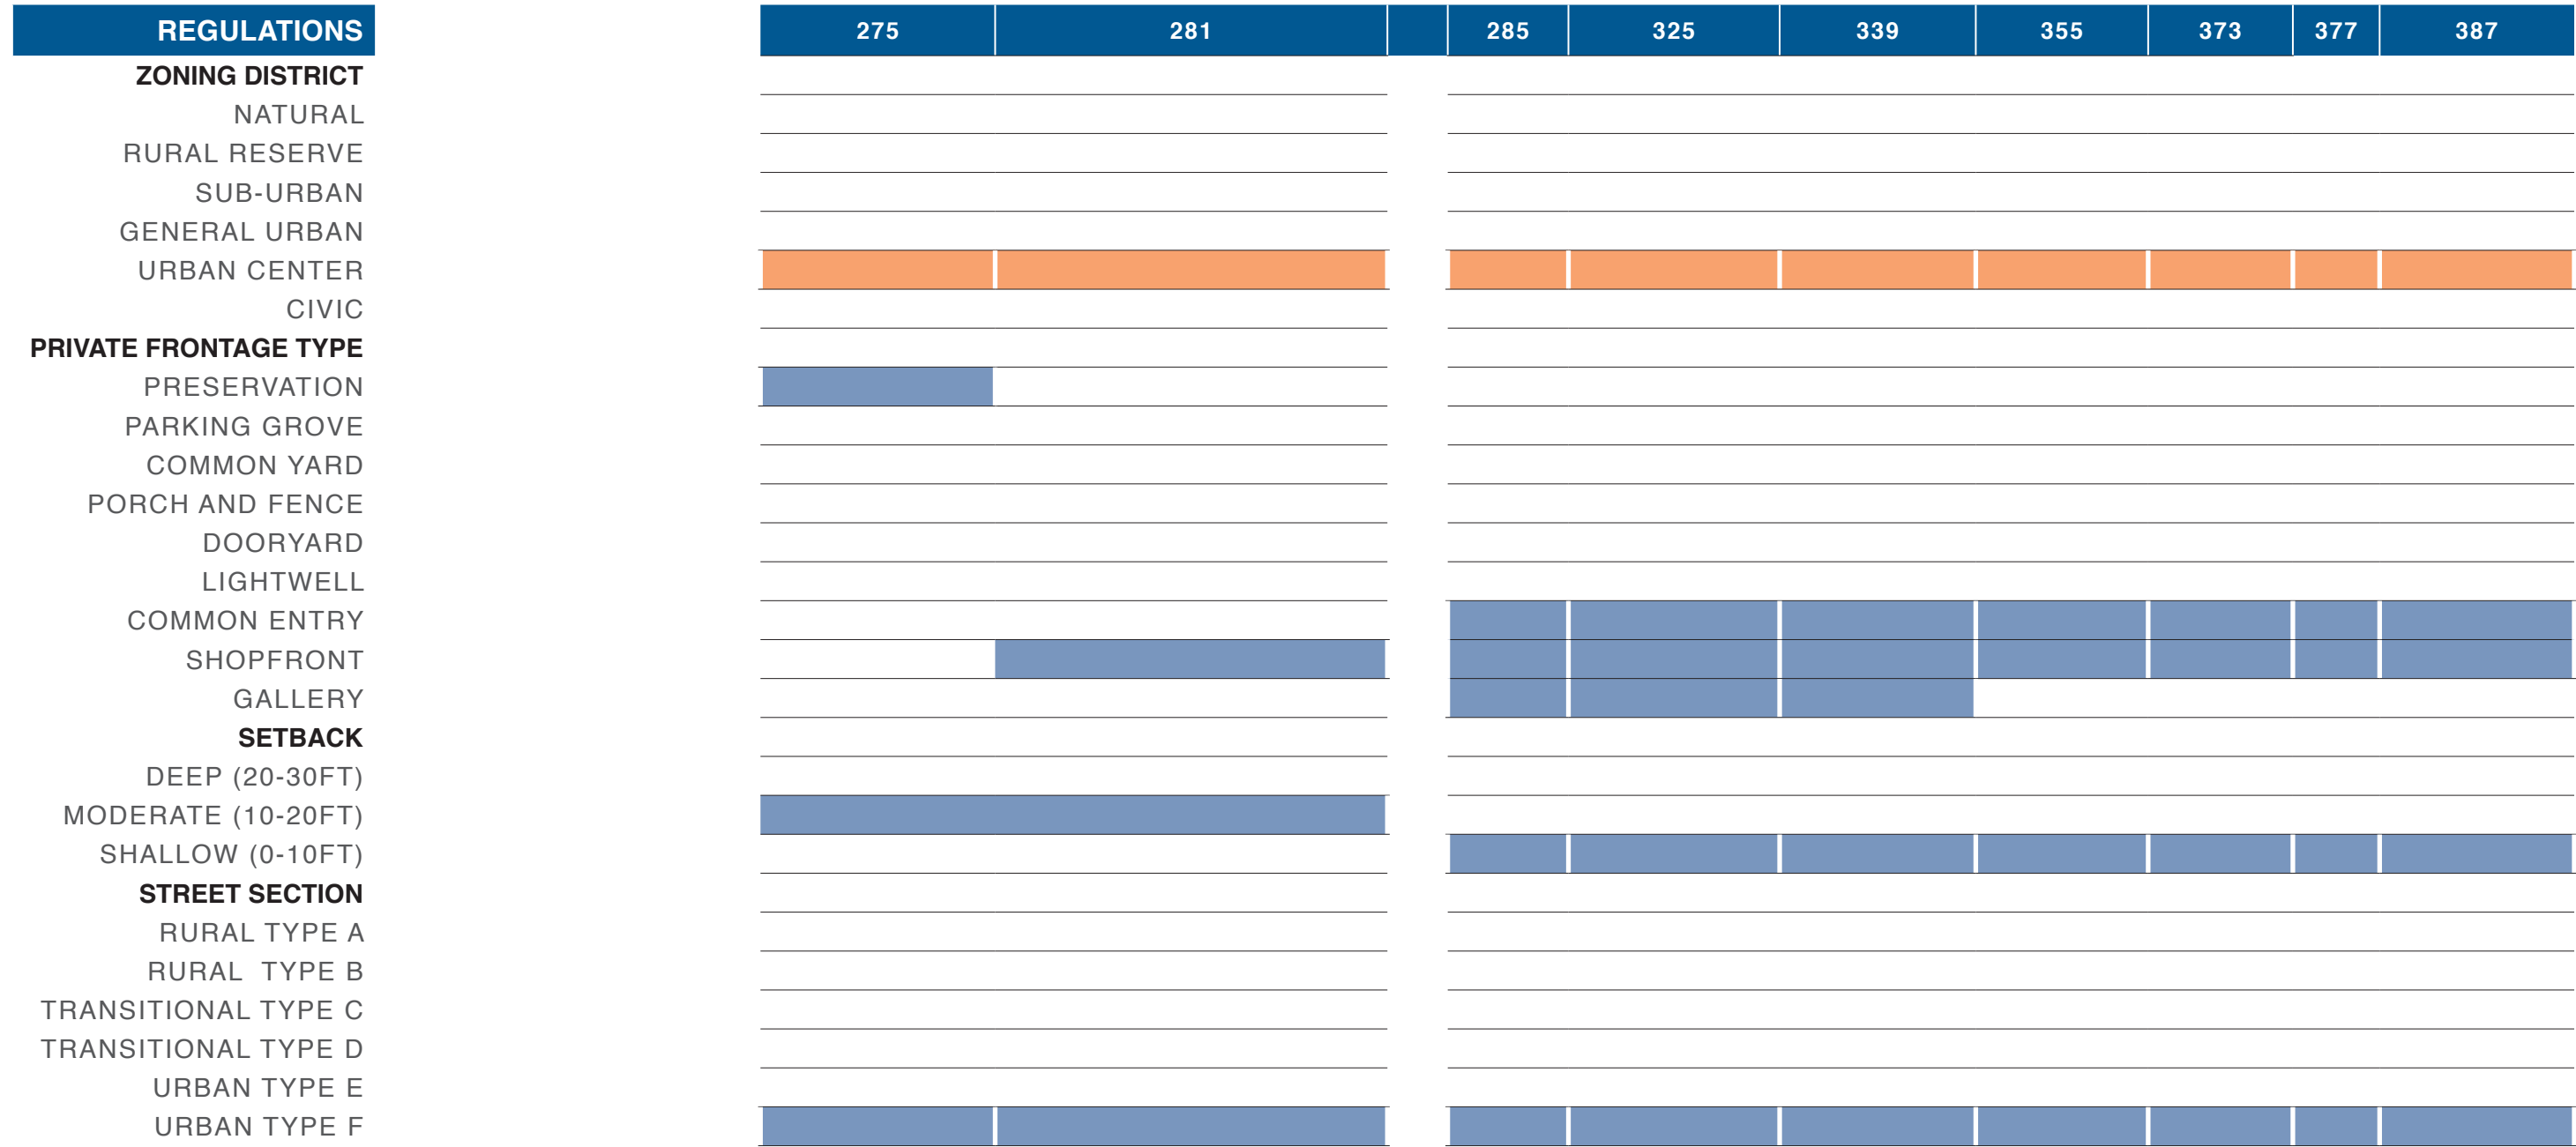 REGULATIONS 275 281 285 325 339 355 373 377 387
ZONING DISTRICT
NATURAL
RURAL RESERVE
SUB-URBAN
GENERAL URBAN
URBAN CENTER
CIVIC
PRIVATE FRONTAGE TYPE
PRESERVATION
PARKING GROVE
COMMON YARD
PORCH AND FENCE
DOORYARD
LIGHTWELL
COMMON ENTRY
SHOPFRONT
GALLERY
SETBACK
DEEP (20-30FT)
MODERATE (10-20FT)
SHALLOW (0-10FT)
STREET SECTION
RURAL TYPE A
RURAL TYPE B
TRANSITIONAL TYPE C
TRANSITIONAL TYPE D
URBAN TYPE E
URBAN TYPE F